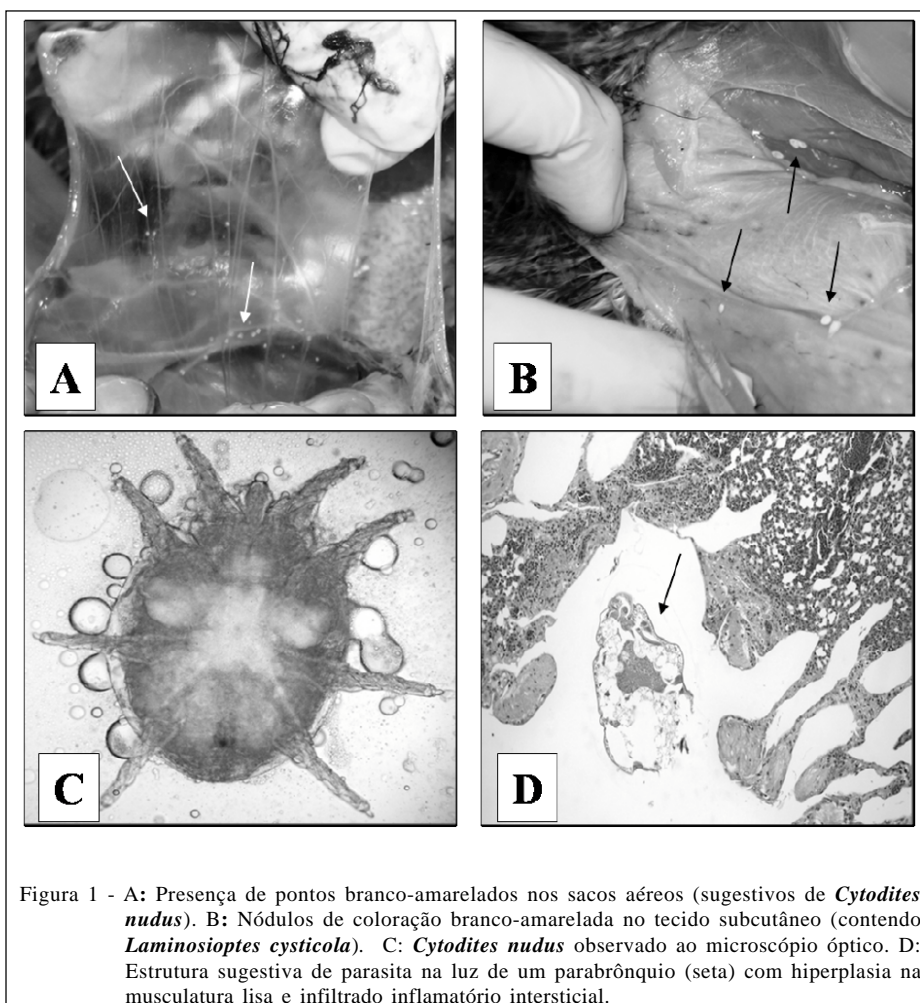 A
B
C
D
Figura 1 - A: Presença de pontos branco-amarelados nos sacos aéreos (sugestivos de Cytodites
nudus). B: Nódulos de coloração branco-amarelada no tecido subcutâneo (contendo
Laminosioptes cysticola). C: Cytodites nudus observado ao microscópio óptico. D:
Estrutura sugestiva de parasita na luz de um parabrônquio (seta) com hiperplasia na
musculatura lisa e infiltrado inflamatório intersticial.